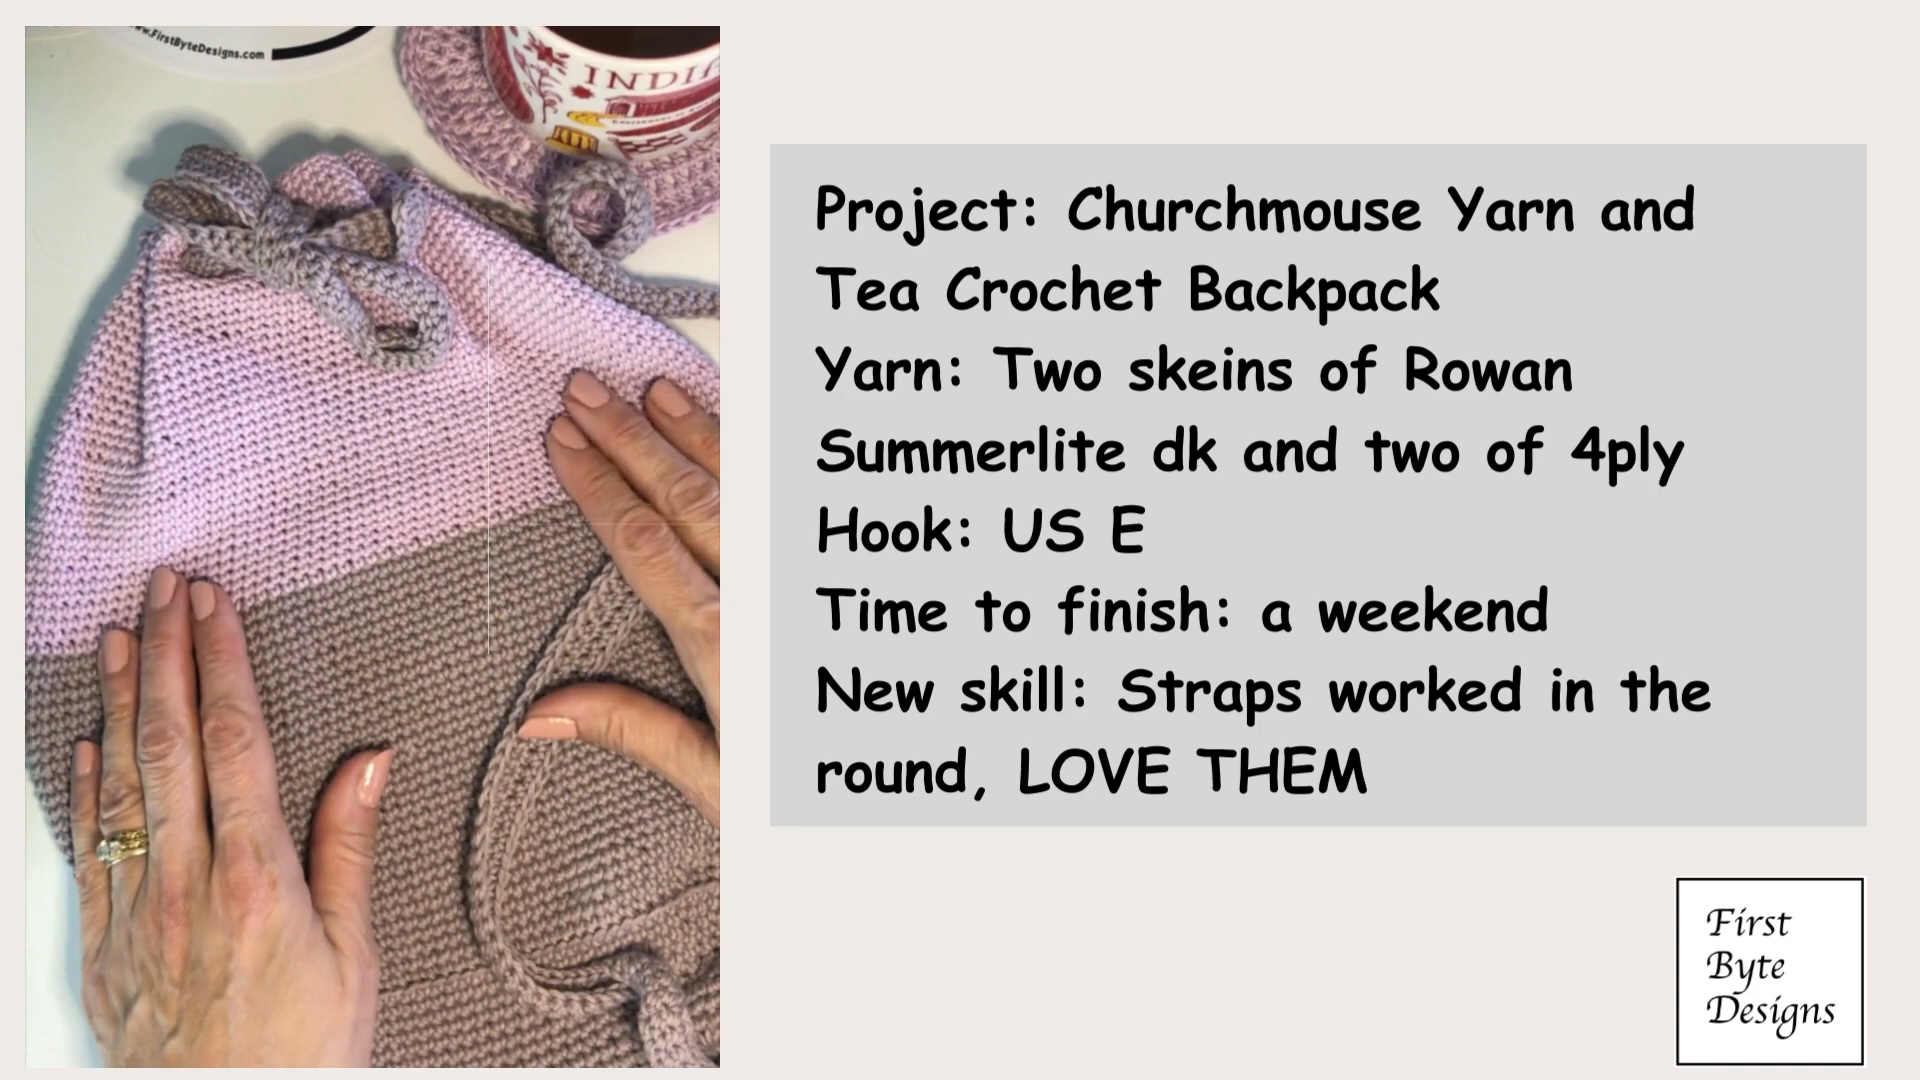 www.FirstByteDesigns.com
INDIA
Project: Churchmouse Yarn and
Tea Crochet Backpack
Yarn: Two skeins of Rowan
Summerlite dk and two of 4ply
Hook: US E
Time to finish: a weekend
New skill: Straps worked in the
round, LOVE THEM
First
Byte
Designs